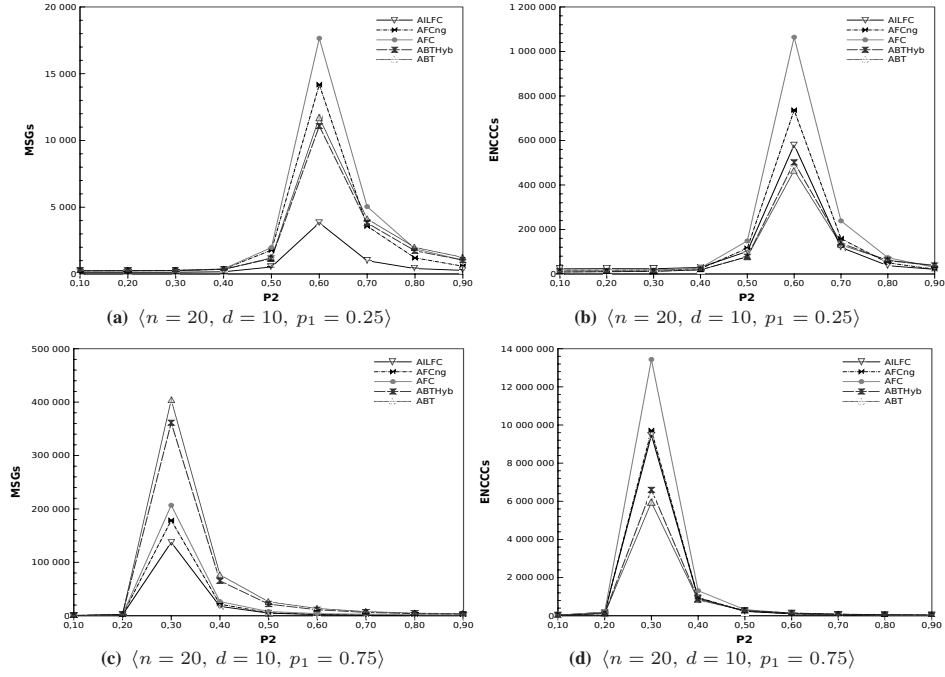 20 000
15 000
10 000
5 000
0
MSGs
0,10 0,20 0,30 0,40 0,50 0,60 0,70 0,80 0,90
P2
AILFC
AFCng
AFC
ABTHyb
ABT
(a) ⟨n = 20, d = 10, p₁ = 0.25⟩
1 200 000
1 000 000
800 000
600 000
400 000
200 000
0
ENCCCs
0,10 0,20 0,30 0,40 0,50 0,60 0,70 0,80 0,90
P2
AILFC
AFCng
AFC
ABTHyb
ABT
(b) ⟨n = 20, d = 10, p₁ = 0.25⟩
500 000
400 000
300 000
200 000
100 000
0
MSGs
0,10 0,20 0,30 0,40 0,50 0,60 0,70 0,80 0,90
P2
AILFC
AFCng
AFC
ABTHyb
ABT
(c) ⟨n = 20, d = 10, p₁ = 0.75⟩
14 000 000
12 000 000
10 000 000
8 000 000
6 000 000
4 000 000
2 000 000
0
ENCCCs
0,10 0,20 0,30 0,40 0,50 0,60 0,70 0,80 0,90
P2
AILFC
AFCng
AFC
ABTHyb
ABT
(d) ⟨n = 20, d = 10, p₁ = 0.75⟩